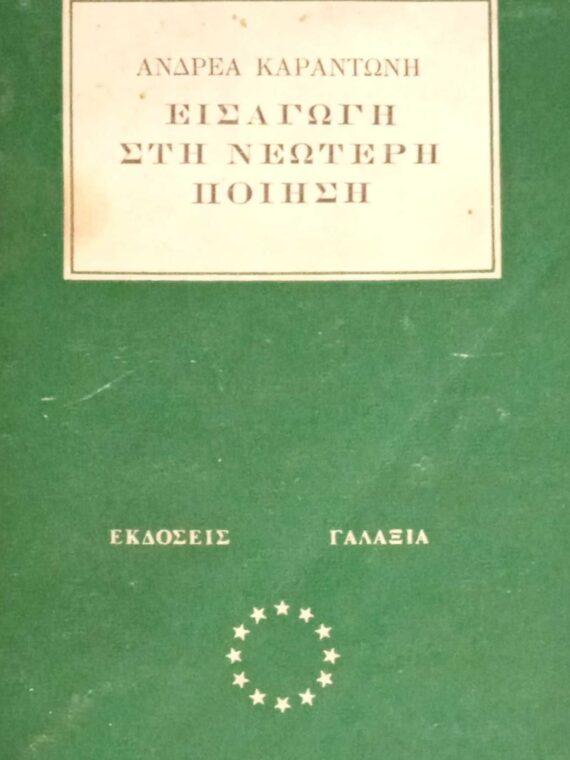 ΑΝΔΡΕΑ ΚΑΡΑΝΤΩΝΗ
ΕΙΣΑΓΩΓΗ
ΣΤΗ ΝΕΩΤΕΡΗ
ΠΟΙΗΣΗ
ΕΚΔΟΣΕΙΣ ΓΑΛΑΞΙΑ